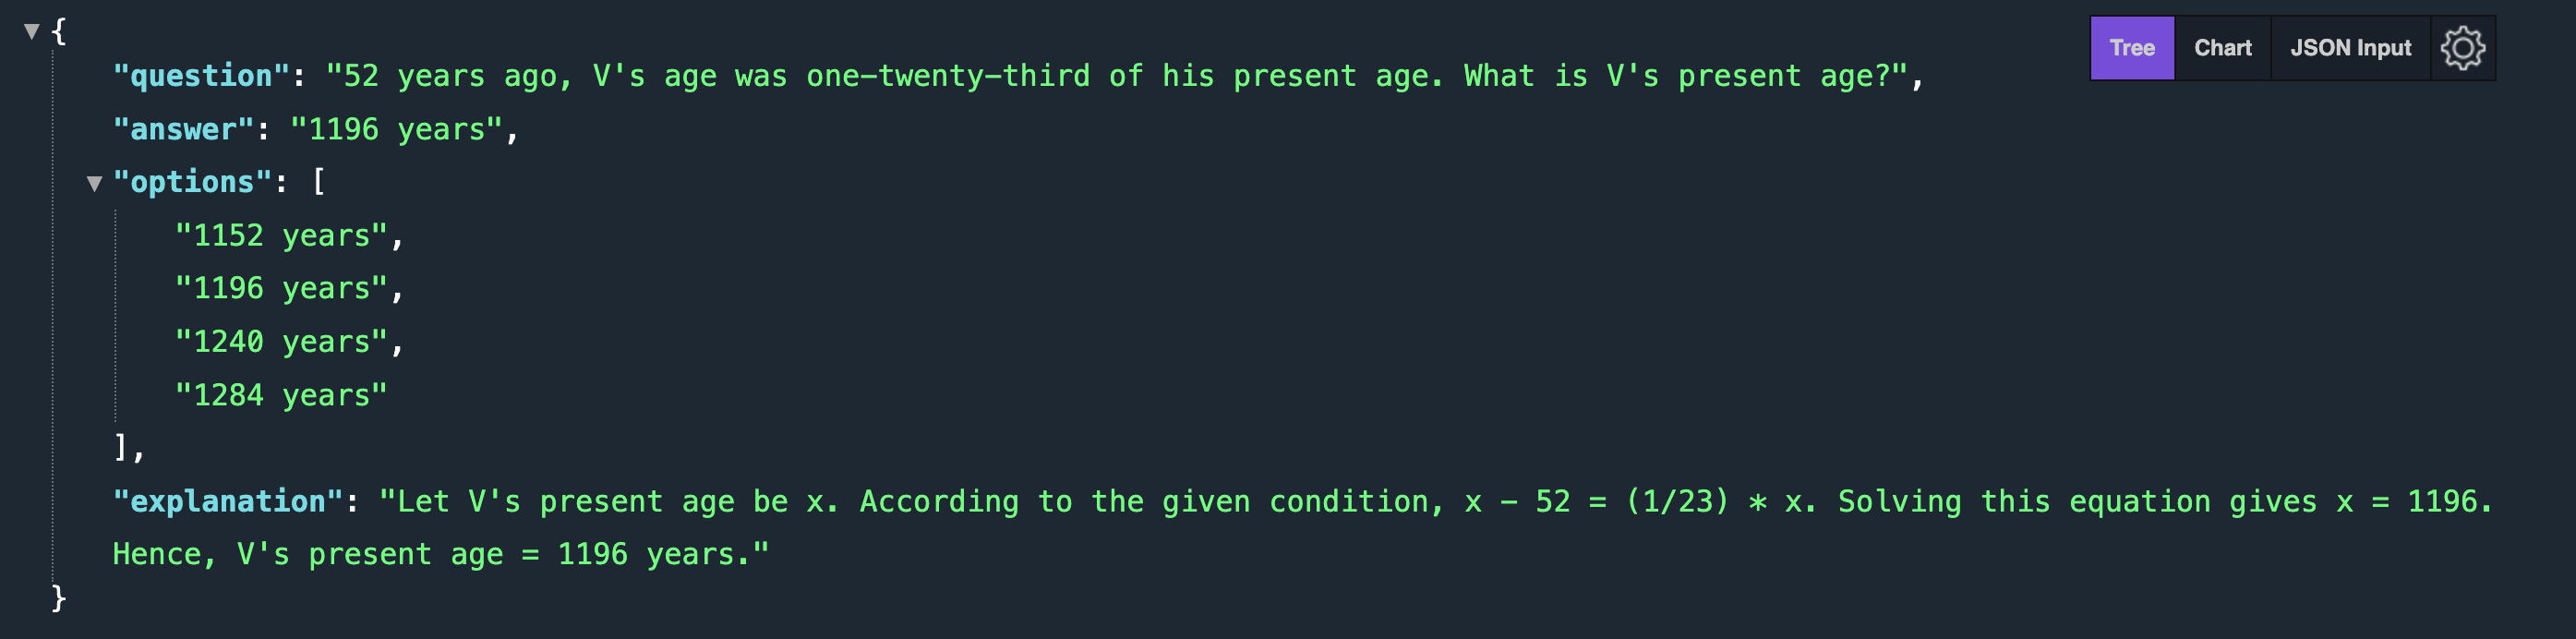 {
Tree Chart JSON Input
"question": "52 years ago, V's age was one-twenty-third of his present age. What is V's present age?",
"answer": "1196 years",
"options": [
"1152 years",
"1196 years",
"1240 years",
"1284 years"
],
"explanation": "Let V's present age be x. According to the given condition, x - 52 = (1/23) * x. Solving this equation gives x = 1196.
Hence, V's present age = 1196 years."
}